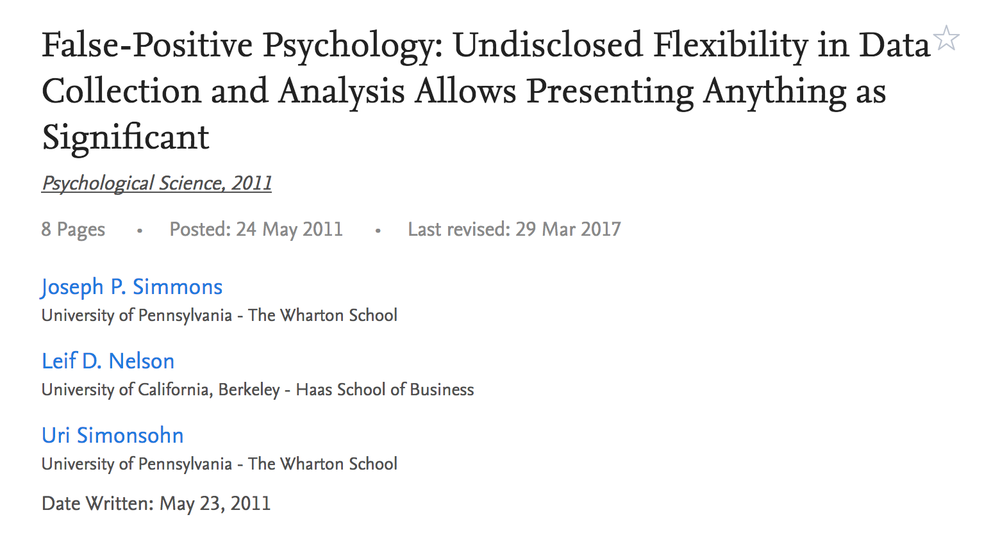 False-Positive Psychology: Undisclosed Flexibility in Data
Collection and Analysis Allows Presenting Anything as
Significant
Psychological Science, 2011
8 Pages • Posted: 24 May 2011 • Last revised: 29 Mar 2017
Joseph P. Simmons
University of Pennsylvania - The Wharton School
Leif D. Nelson
University of California, Berkeley - Haas School of Business
Uri Simonsohn
University of Pennsylvania - The Wharton School
Date Written: May 23, 2011